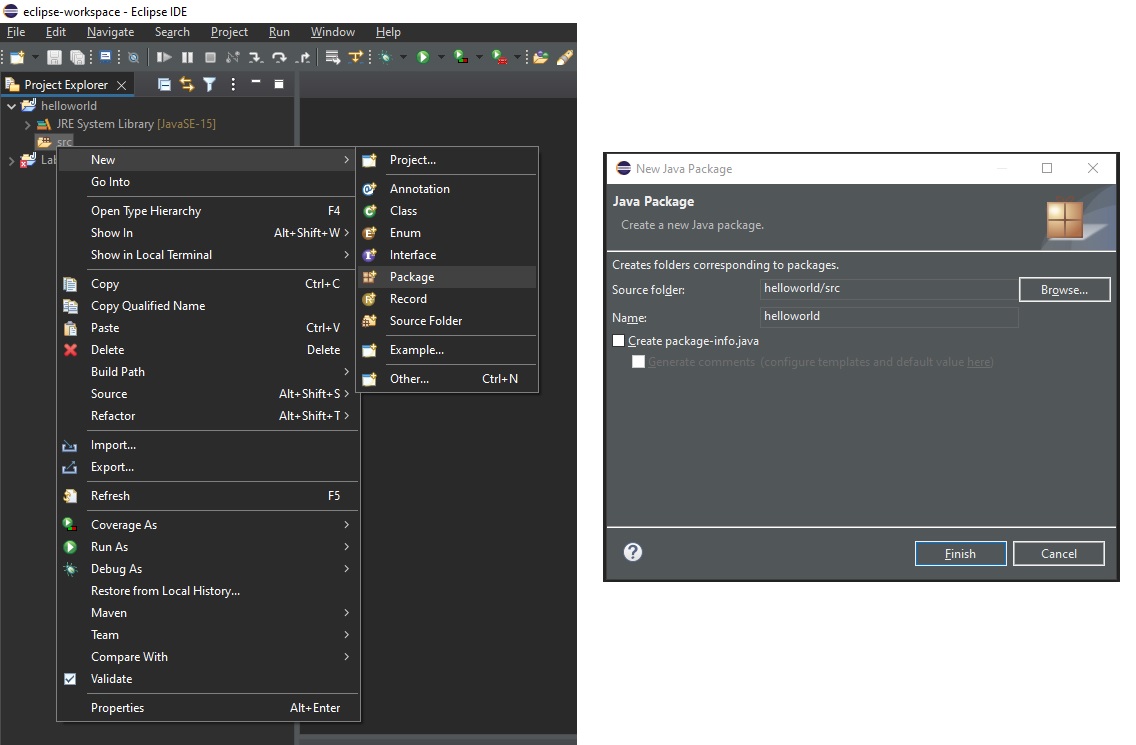 eclipse-workspace - Eclipse IDE
File Edit Navigate Search Project Run Window Help
Project Explorer
helloworld
JRE System Library [JavaSE-15]
src
Lab
New
Go Into
Open Type Hierarchy F4
Show In Alt+Shift+W
Show in Local Terminal
Copy Ctrl+C
Copy Qualified Name
Paste Ctrl+V
Delete Delete
Build Path
Source Alt+Shift+S
Refactor Alt+Shift+T
Import...
Export...
Refresh F5
Coverage As
Run As
Debug As
Restore from Local History...
Maven
Team
Compare With
Validate
Properties Alt+Enter
Project...
Annotation
Class
Enum
Interface
Package
Record
Source Folder
Example...
Other... Ctrl+N
New Java Package
Java Package
Create a new Java package.
Creates folders corresponding to packages.
Source folder: helloworld/src Browse...
Name: helloworld
Create package-info.java
Generate comments (configure templates and default value here)
? Finish Cancel